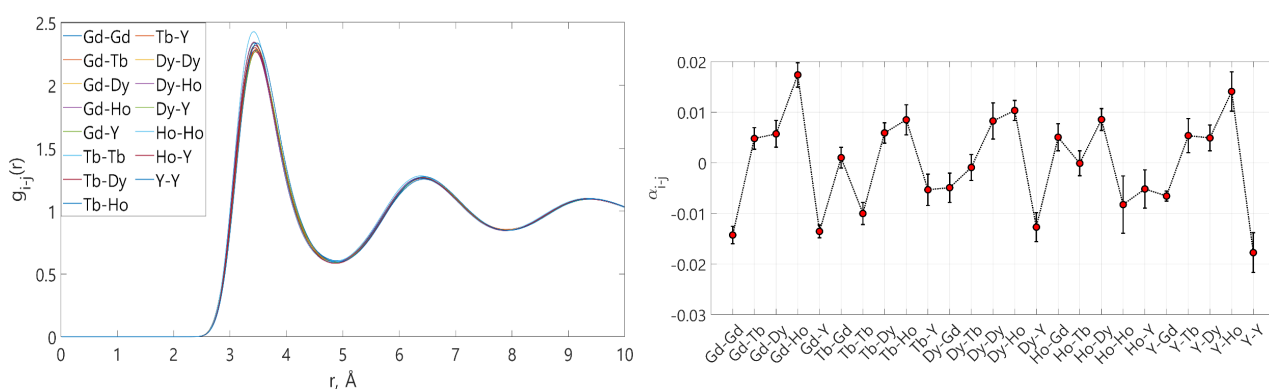 2.5
2
1.5
1
0.5
0
g i-j (r)
Gd-Gd Tb-Y
Gd-Tb Dy-Dy
Gd-Dy Dy-Ho
Gd-Ho Dy-Y
Gd-Y Ho-Ho
Tb-Tb Ho-Y
Tb-Dy Y-Y
Tb-Ho
0 1 2 3 4 5 6 7 8 9 10
r, Å
0.02
0.01
0
-0.01
-0.02
-0.03
α i-j
Gd-Gd
Gd-Tb
Gd-Dy
Gd-Ho
Gd-Y
Tb-Gd
Tb-Tb
Tb-Dy
Tb-Ho
Tb-Y
Dy-Gd
Dy-Tb
Dy-Dy
Dy-Ho
Dy-Y
Ho-Gd
Ho-Tb
Ho-Dy
Ho-Ho
Ho-Y
Y-Gd
Y-Tb
Y-Dy
Y-Ho
Y-Y